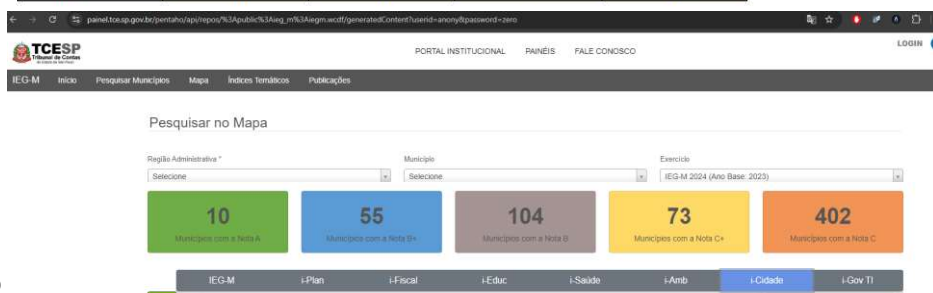 painel.tce.sp.gov.br/pentaho/api/repos/%3Apublic%3Aieg_m%3Aiegm.wcdf/generatedContent?userid=anony&password=zero
TCESP
Tribunal de Contas
PORTAL INSTITUCIONAL PAINÉIS FALE CONOSCO
LOGIN
IEG-M Início Pesquisar Municípios Mapa Índices Temáticos Publicações
Pesquisar no Mapa
Região Administrativa * Município Exercício
Selecione Selecione IEG-M 2024 (Ano Base: 2023)
10 55 104 73 402
Municípios com a Nota A Municípios com a Nota B+ Municípios com a Nota B Municípios com a Nota C+ Municípios com a Nota C
IEG-M i-Plan i-Fiscal i-Educ i-Saúde i-Amb i-Cidade i-Gov TI